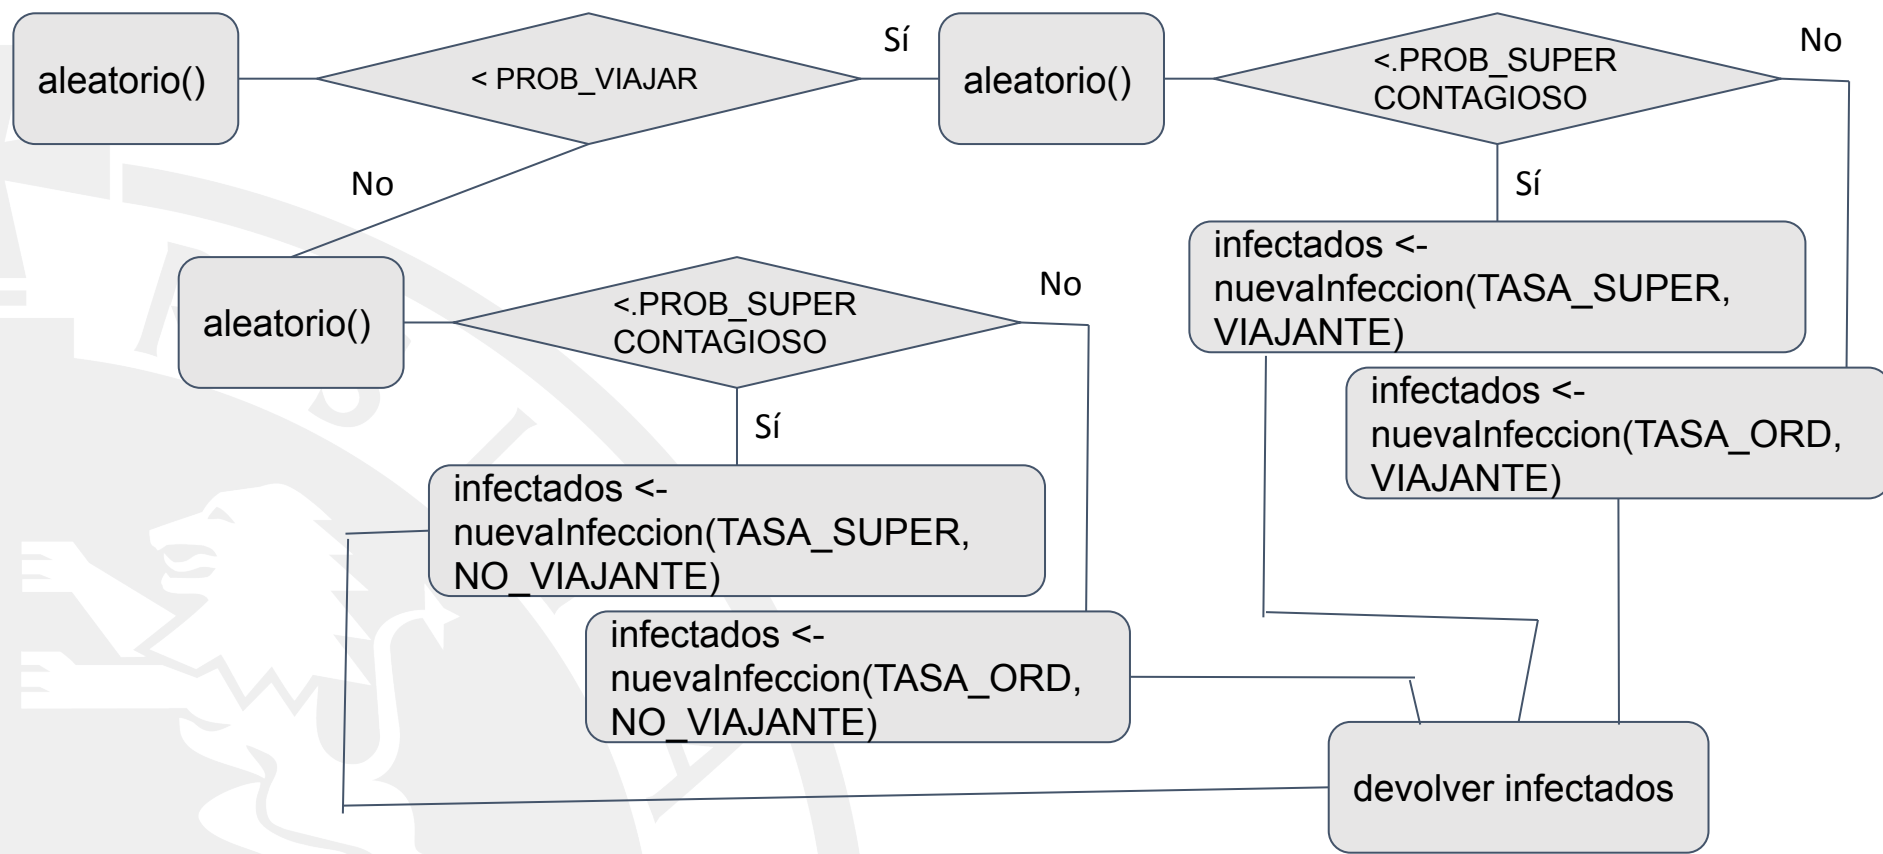 aleatorio()
< PROB_VIAJAR
Sí
aleatorio()
<.PROB_SUPER
CONTAGIOSO
No
No
Sí
infectados <-
nuevaInfeccion(TASA_SUPER,
VIAJANTE)
aleatorio()
<.PROB_SUPER
CONTAGIOSO
No
infectados <-
nuevaInfeccion(TASA_ORD,
VIAJANTE)
Sí
infectados <-
nuevaInfeccion(TASA_SUPER,
NO_VIAJANTE)
infectados <-
nuevaInfeccion(TASA_ORD,
NO_VIAJANTE)
devolver infectados